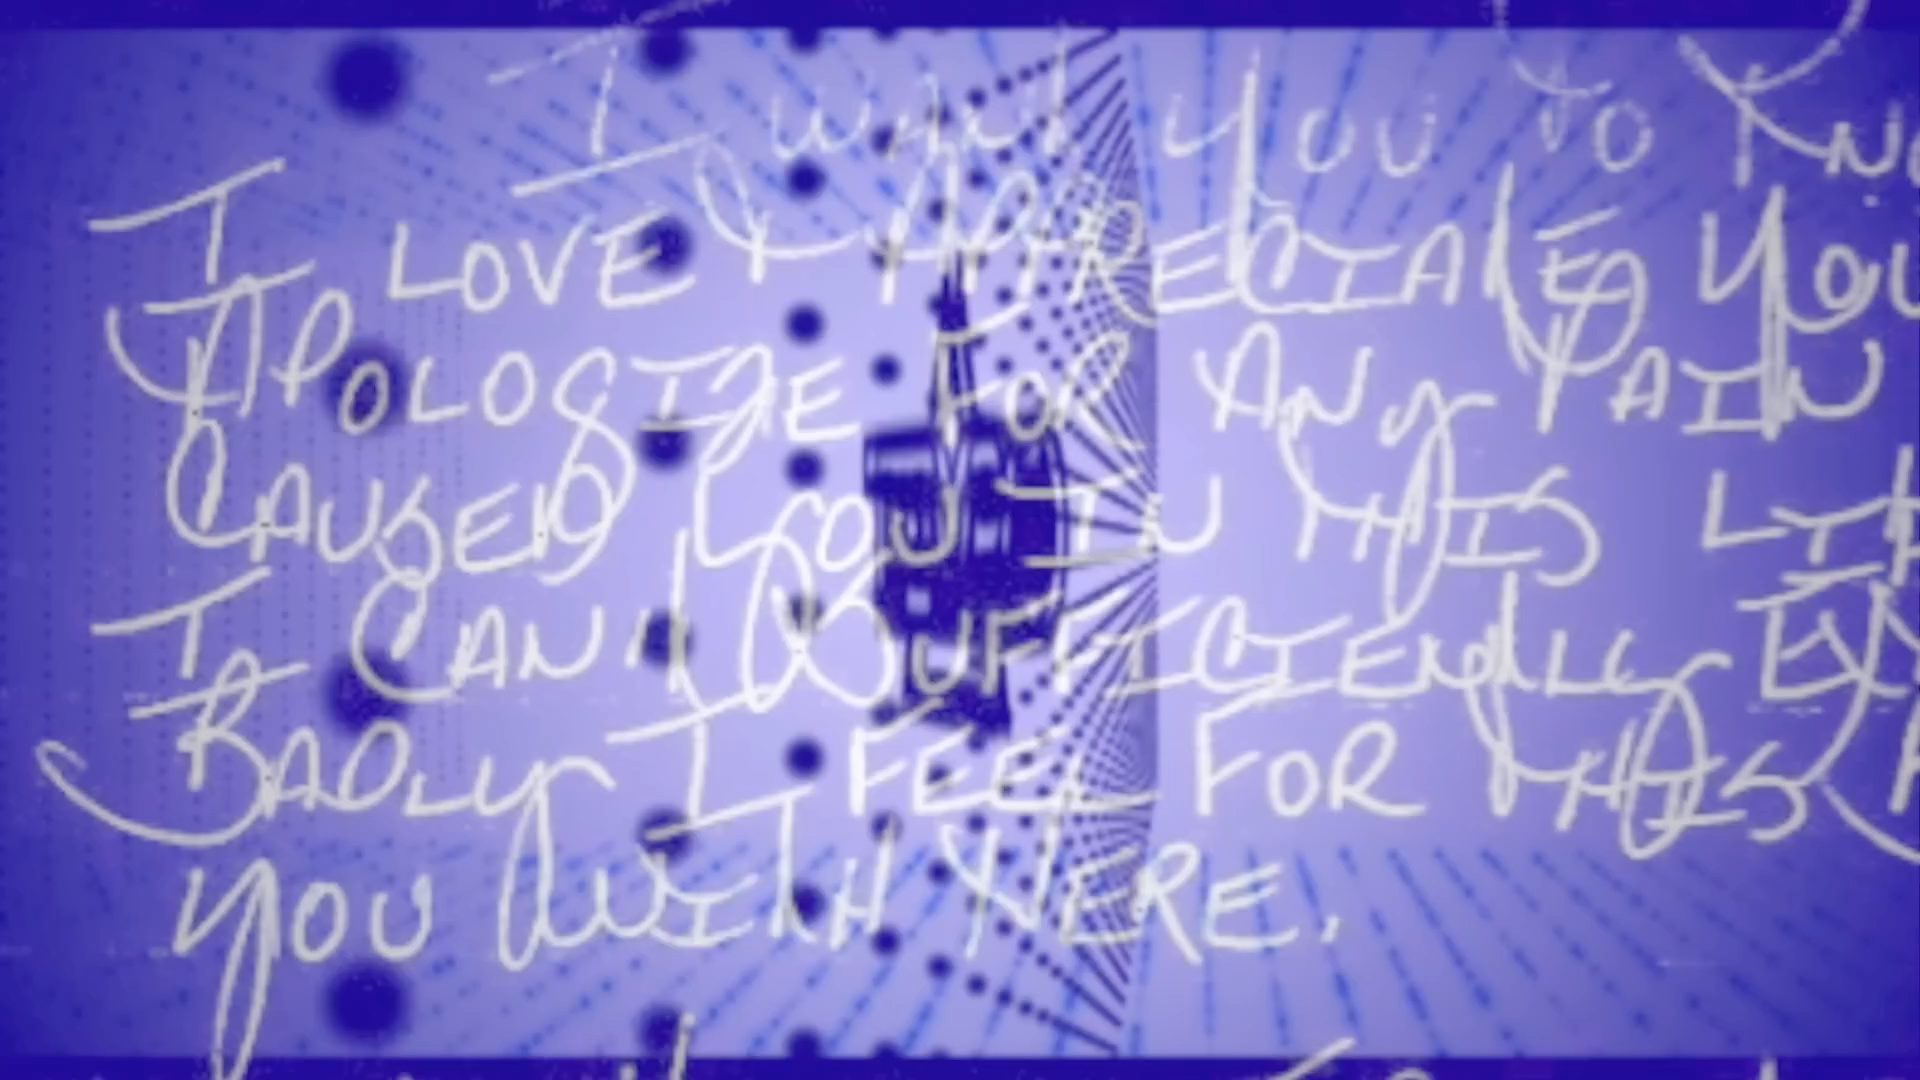 I want you to kno
I LOVE & APPRECIATE YOU
APOLOGIZE FOR ANY PAIN
CAUSED YOU IN THIS
I CAN'T SUFFICIENTLY
BADLY I FEEL FOR THIS
YOU WITH HERE.